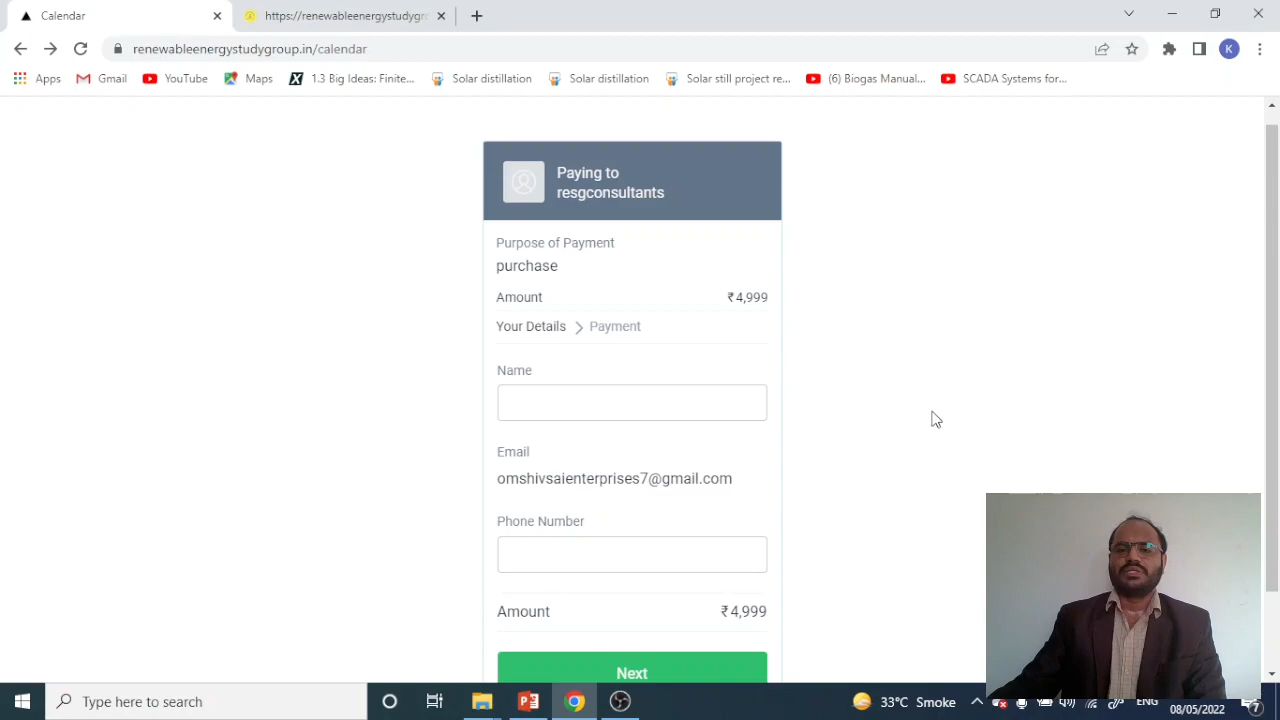 Calendar
https://renewableenergystudygr
renewableenergystudygroup.in/calendar
K
Apps
Gmail
YouTube
Maps
1.3 Big Ideas: Finite...
Solar distillation
Solar distillation
Solar still project re...
(6) Biogas Manual...
SCADA Systems for...
Paying to
resgconsultants
Purpose of Payment
purchase
Amount ₹4,999
Your Details > Payment
Name
Email
omshivsaienterprises7@gmail.com
Phone Number
Amount ₹4,999
Next
Type here to search
33°C Smoke
ENG
08/05/2022
7